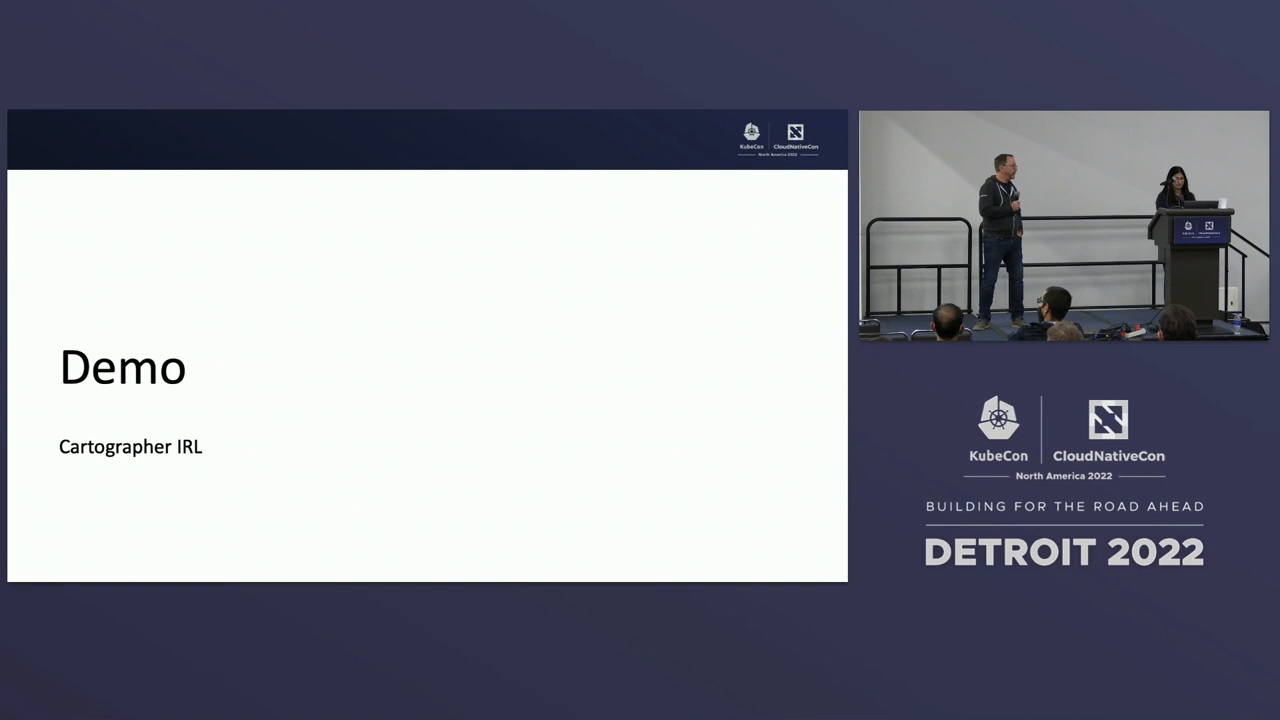 KubeCon
CloudNativeCon
North America 2022
Demo
Cartographer IRL
KubeCon
CloudNativeCon
North America 2022
BUILDING FOR THE ROAD AHEAD
DETROIT 2022